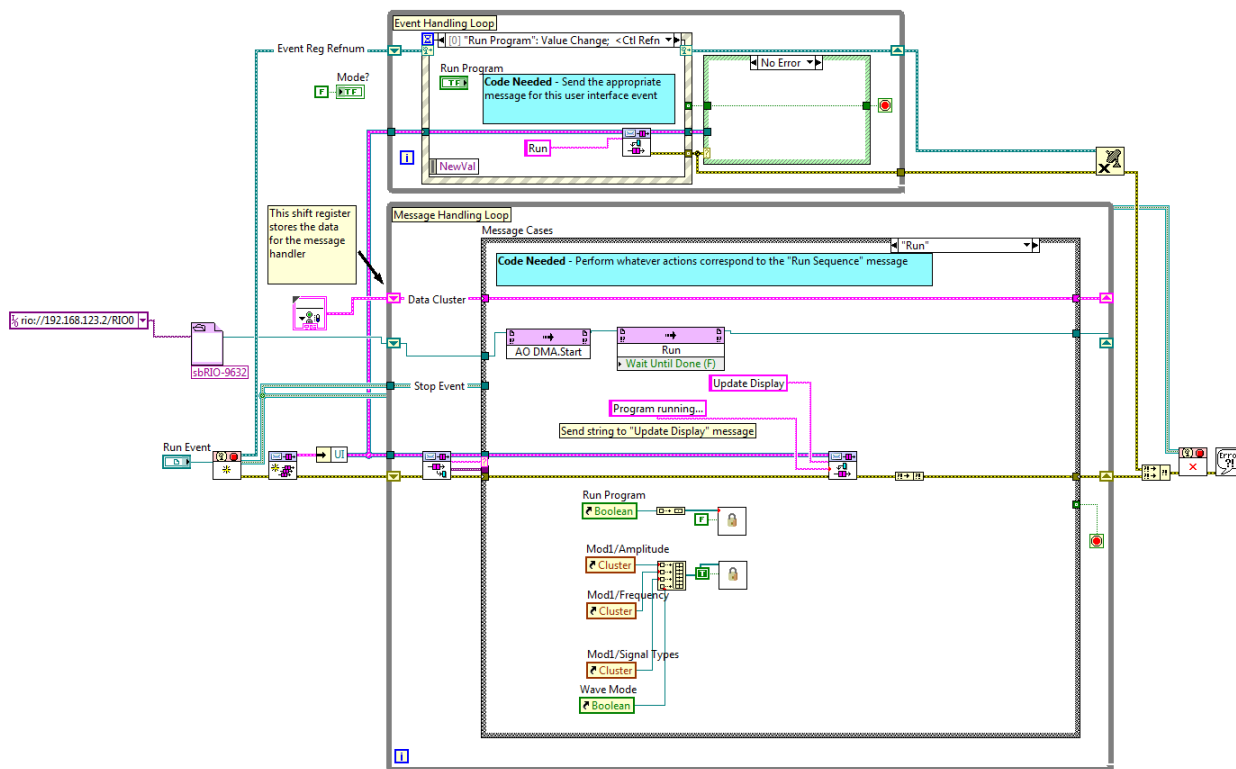 Event Handling Loop
[0] "Run Program": Value Change; <Ctl Refn
Event Reg Refnum
Run Program
TF
Code Needed - Send the appropriate
message for this user interface event
No Error
Mode?
F
TF
Run
?
i
NewVal
X
This shift register
stores the data
for the message
handler
Message Handling Loop
Message Cases
"Run"
Code Needed - Perform whatever actions correspond to the "Run Sequence" message
Data Cluster
rio://192.168.123.2/RIO0
sbRIO-9632
AO DMA.Start
Run
Wait Until Done (F)
Update Display
Stop Event
Program running...
Send string to "Update Display" message
Run Event
UI
Error
?!
Run Program
Boolean
F
Mod1/Amplitude
Cluster
T
Mod1/Frequency
Cluster
Mod1/Signal Types
Cluster
Wave Mode
Boolean
i